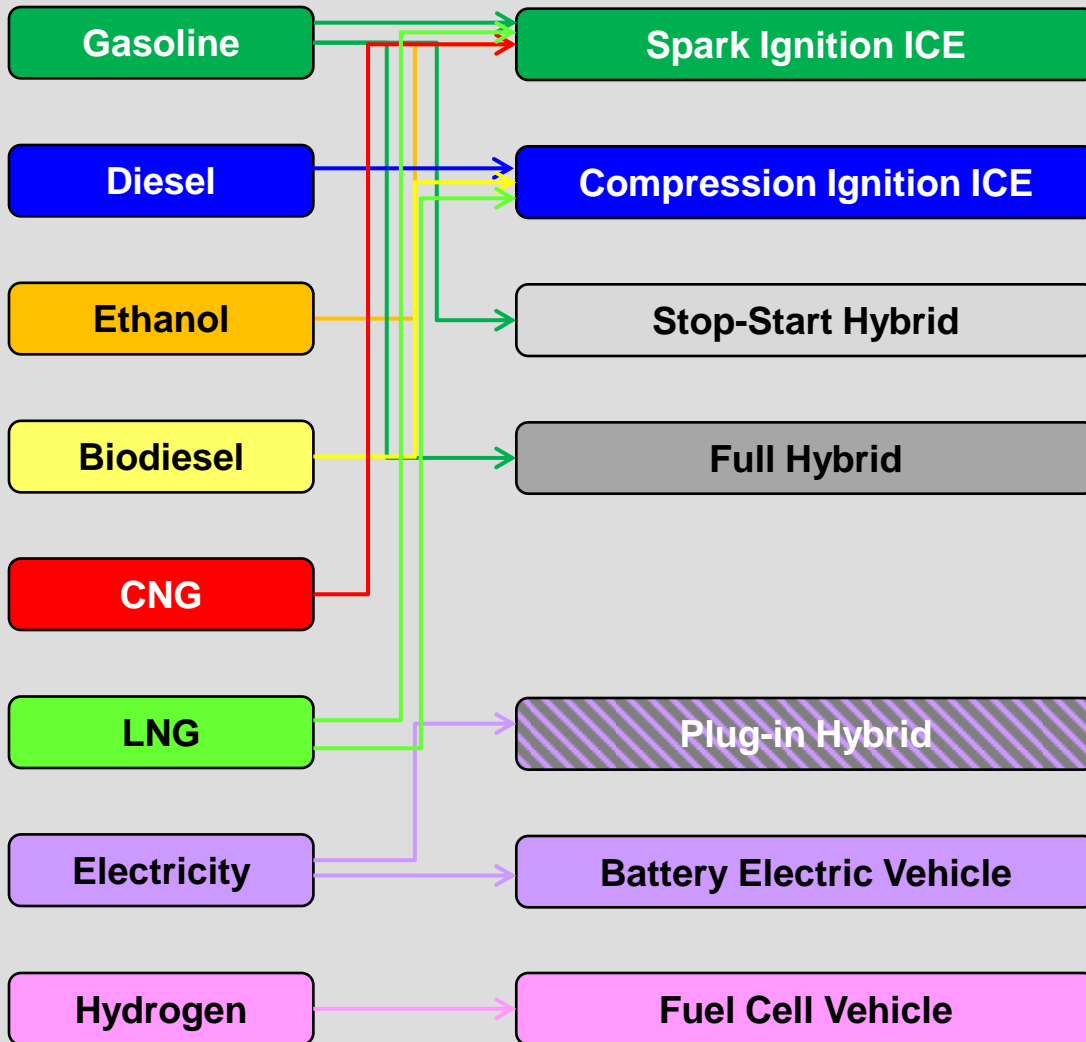 Gasoline
Spark Ignition ICE
Diesel
Compression Ignition ICE
Ethanol
Stop-Start Hybrid
Biodiesel
Full Hybrid
CNG
LNG
Plug-in Hybrid
Electricity
Battery Electric Vehicle
Hydrogen
Fuel Cell Vehicle